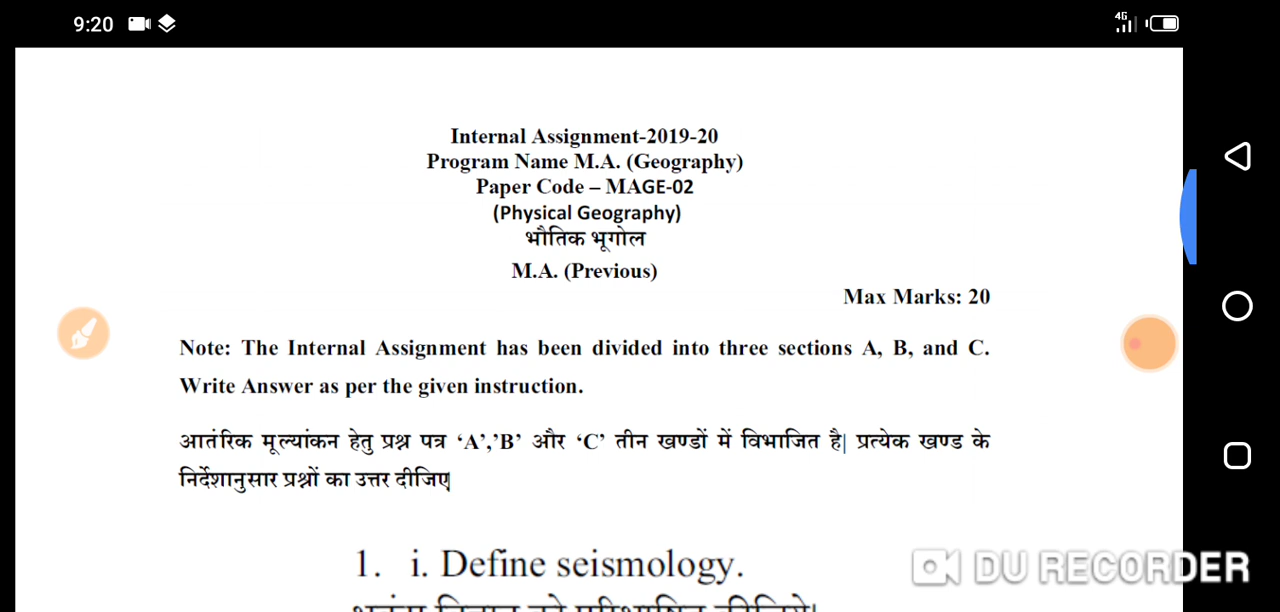 9:20
4G
Internal Assignment-2019-20
Program Name M.A. (Geography)
Paper Code – MAGE-02
(Physical Geography)
भौतिक भूगोल
M.A. (Previous)
Max Marks: 20
Note: The Internal Assignment has been divided into three sections A, B, and C.
Write Answer as per the given instruction.
आतंरिक मूल्यांकन हेतु प्रश्न पत्र ‘A’,’B’ और ‘C’ तीन खण्डों में विभाजित है| प्रत्येक खण्ड के
निर्देशानुसार प्रश्नों का उत्तर दीजिए|
1. i. Define seismology.
DU RECORDER